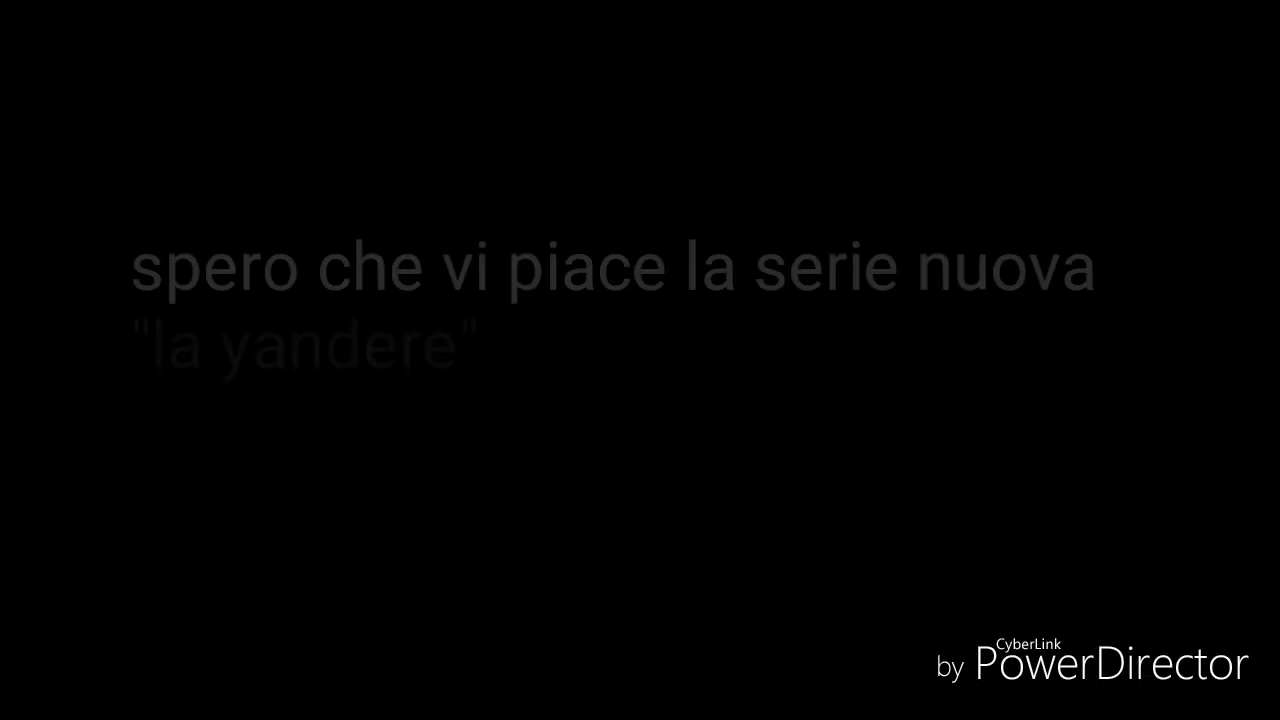 spero che vi piace la serie nuova
"la yandere"
CyberLink
by PowerDirector